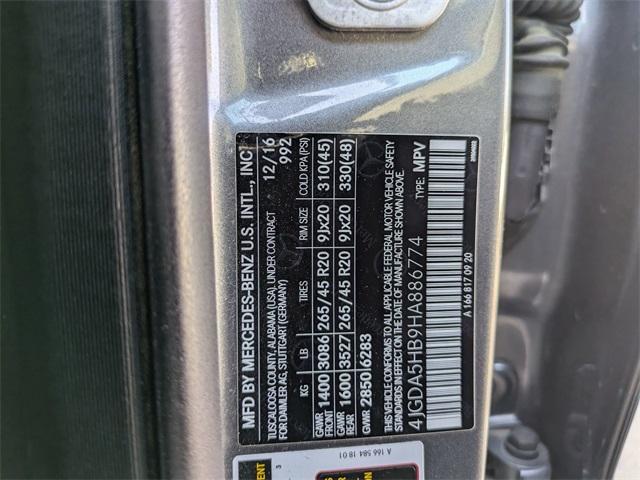 MFD BY MERCEDES-BENZ U.S. INTL., INC
TUSCALOOSA COUNTY, ALABAMA (USA), UNDER CONTRACT
FOR DAIMLER AG, STUTTGART (GERMANY)
12/16
992
KG LB TIRES RIM SIZE COLD KPA(PSI)
GAWR FRONT 1400 3086 265/45 R20 9Jx20 310(45)
GAWR REAR 1600 3527 265/45 R20 9Jx20 330(48)
GVWR 2850 6283
THIS VEHICLE CONFORMS TO ALL APPLICABLE FEDERAL MOTOR VEHICLE SAFETY
STANDARDS IN EFFECT ON THE DATE OF MANUFACTURE SHOWN ABOVE.
4JGDA5HB9HA886774 TYPE: MPV
A 166 817 09 20
A 166 584 18 01